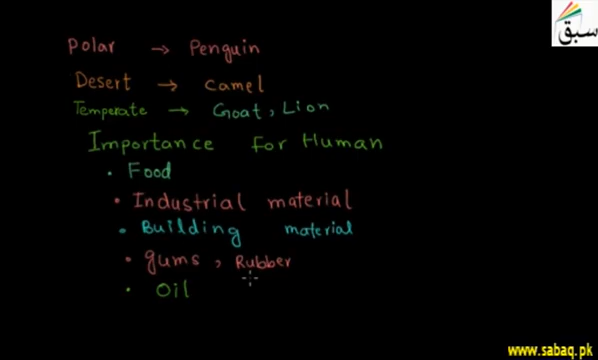 سبق
Polar → Penguin
Desert → Camel
Temperate → Goat, Lion
Importance for Human
• Food
• Industrial material
• Building material
• gums, Rubber
• Oil
www.sabaq.pk